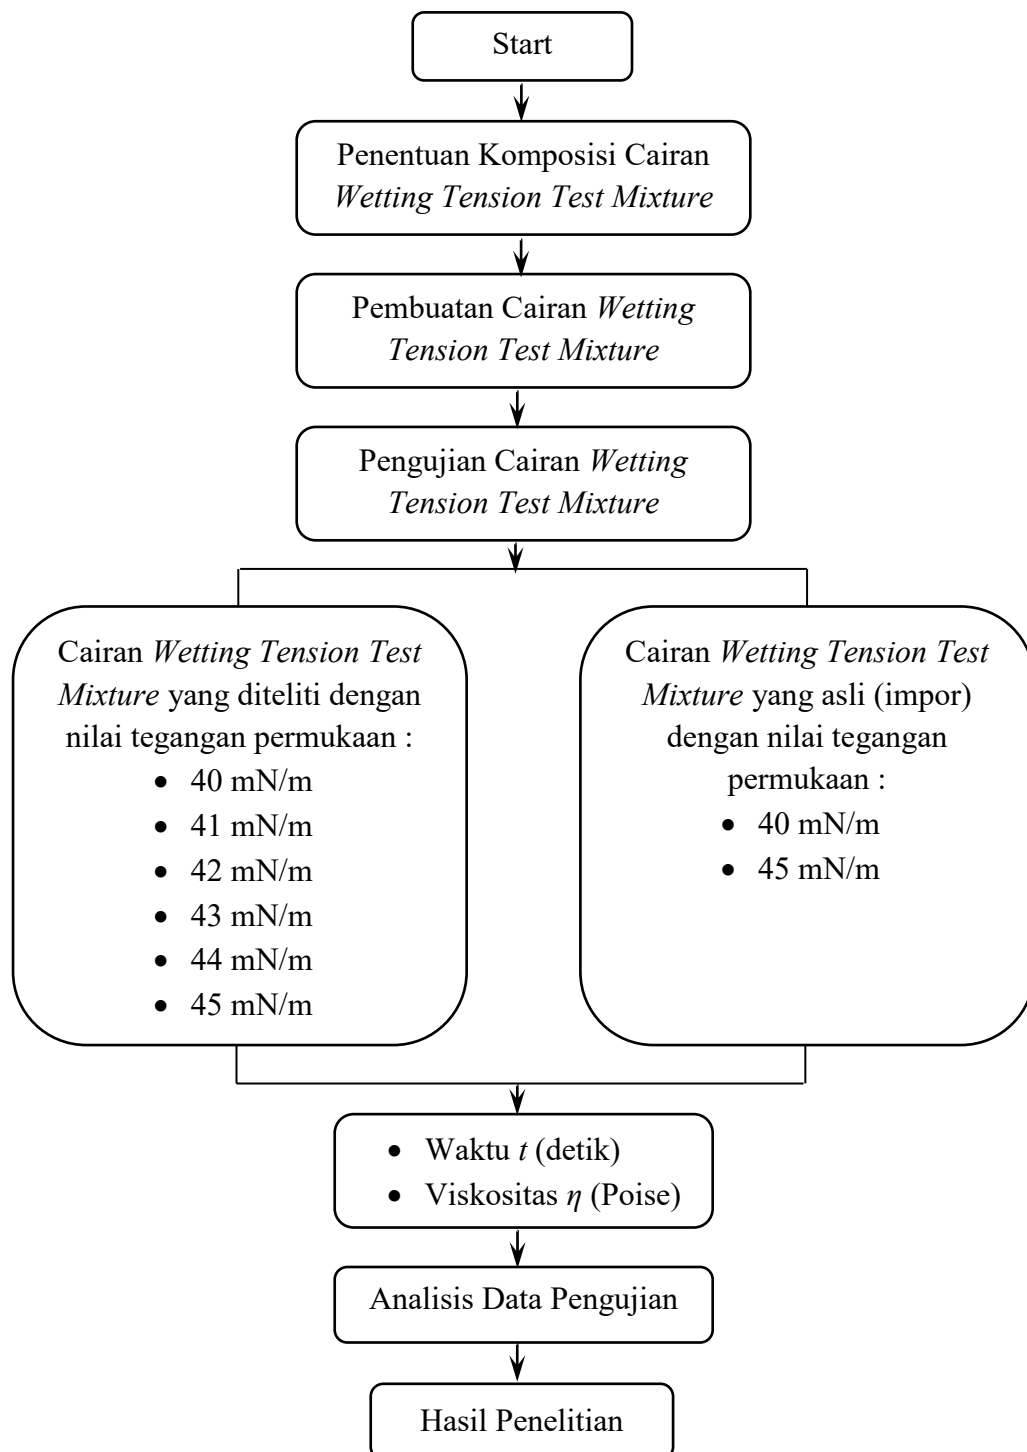 Start
Penentuan Komposisi Cairan
Wetting Tension Test Mixture
Pembuatan Cairan Wetting
Tension Test Mixture
Pengujian Cairan Wetting
Tension Test Mixture
Cairan Wetting Tension Test
Mixture yang diteliti dengan
nilai tegangan permukaan :
• 40 mN/m
• 41 mN/m
• 42 mN/m
• 43 mN/m
• 44 mN/m
• 45 mN/m
Cairan Wetting Tension Test
Mixture yang asli (impor)
dengan nilai tegangan
permukaan :
• 40 mN/m
• 45 mN/m
• Waktu t (detik)
• Viskositas η (Poise)
Analisis Data Pengujian
Hasil Penelitian